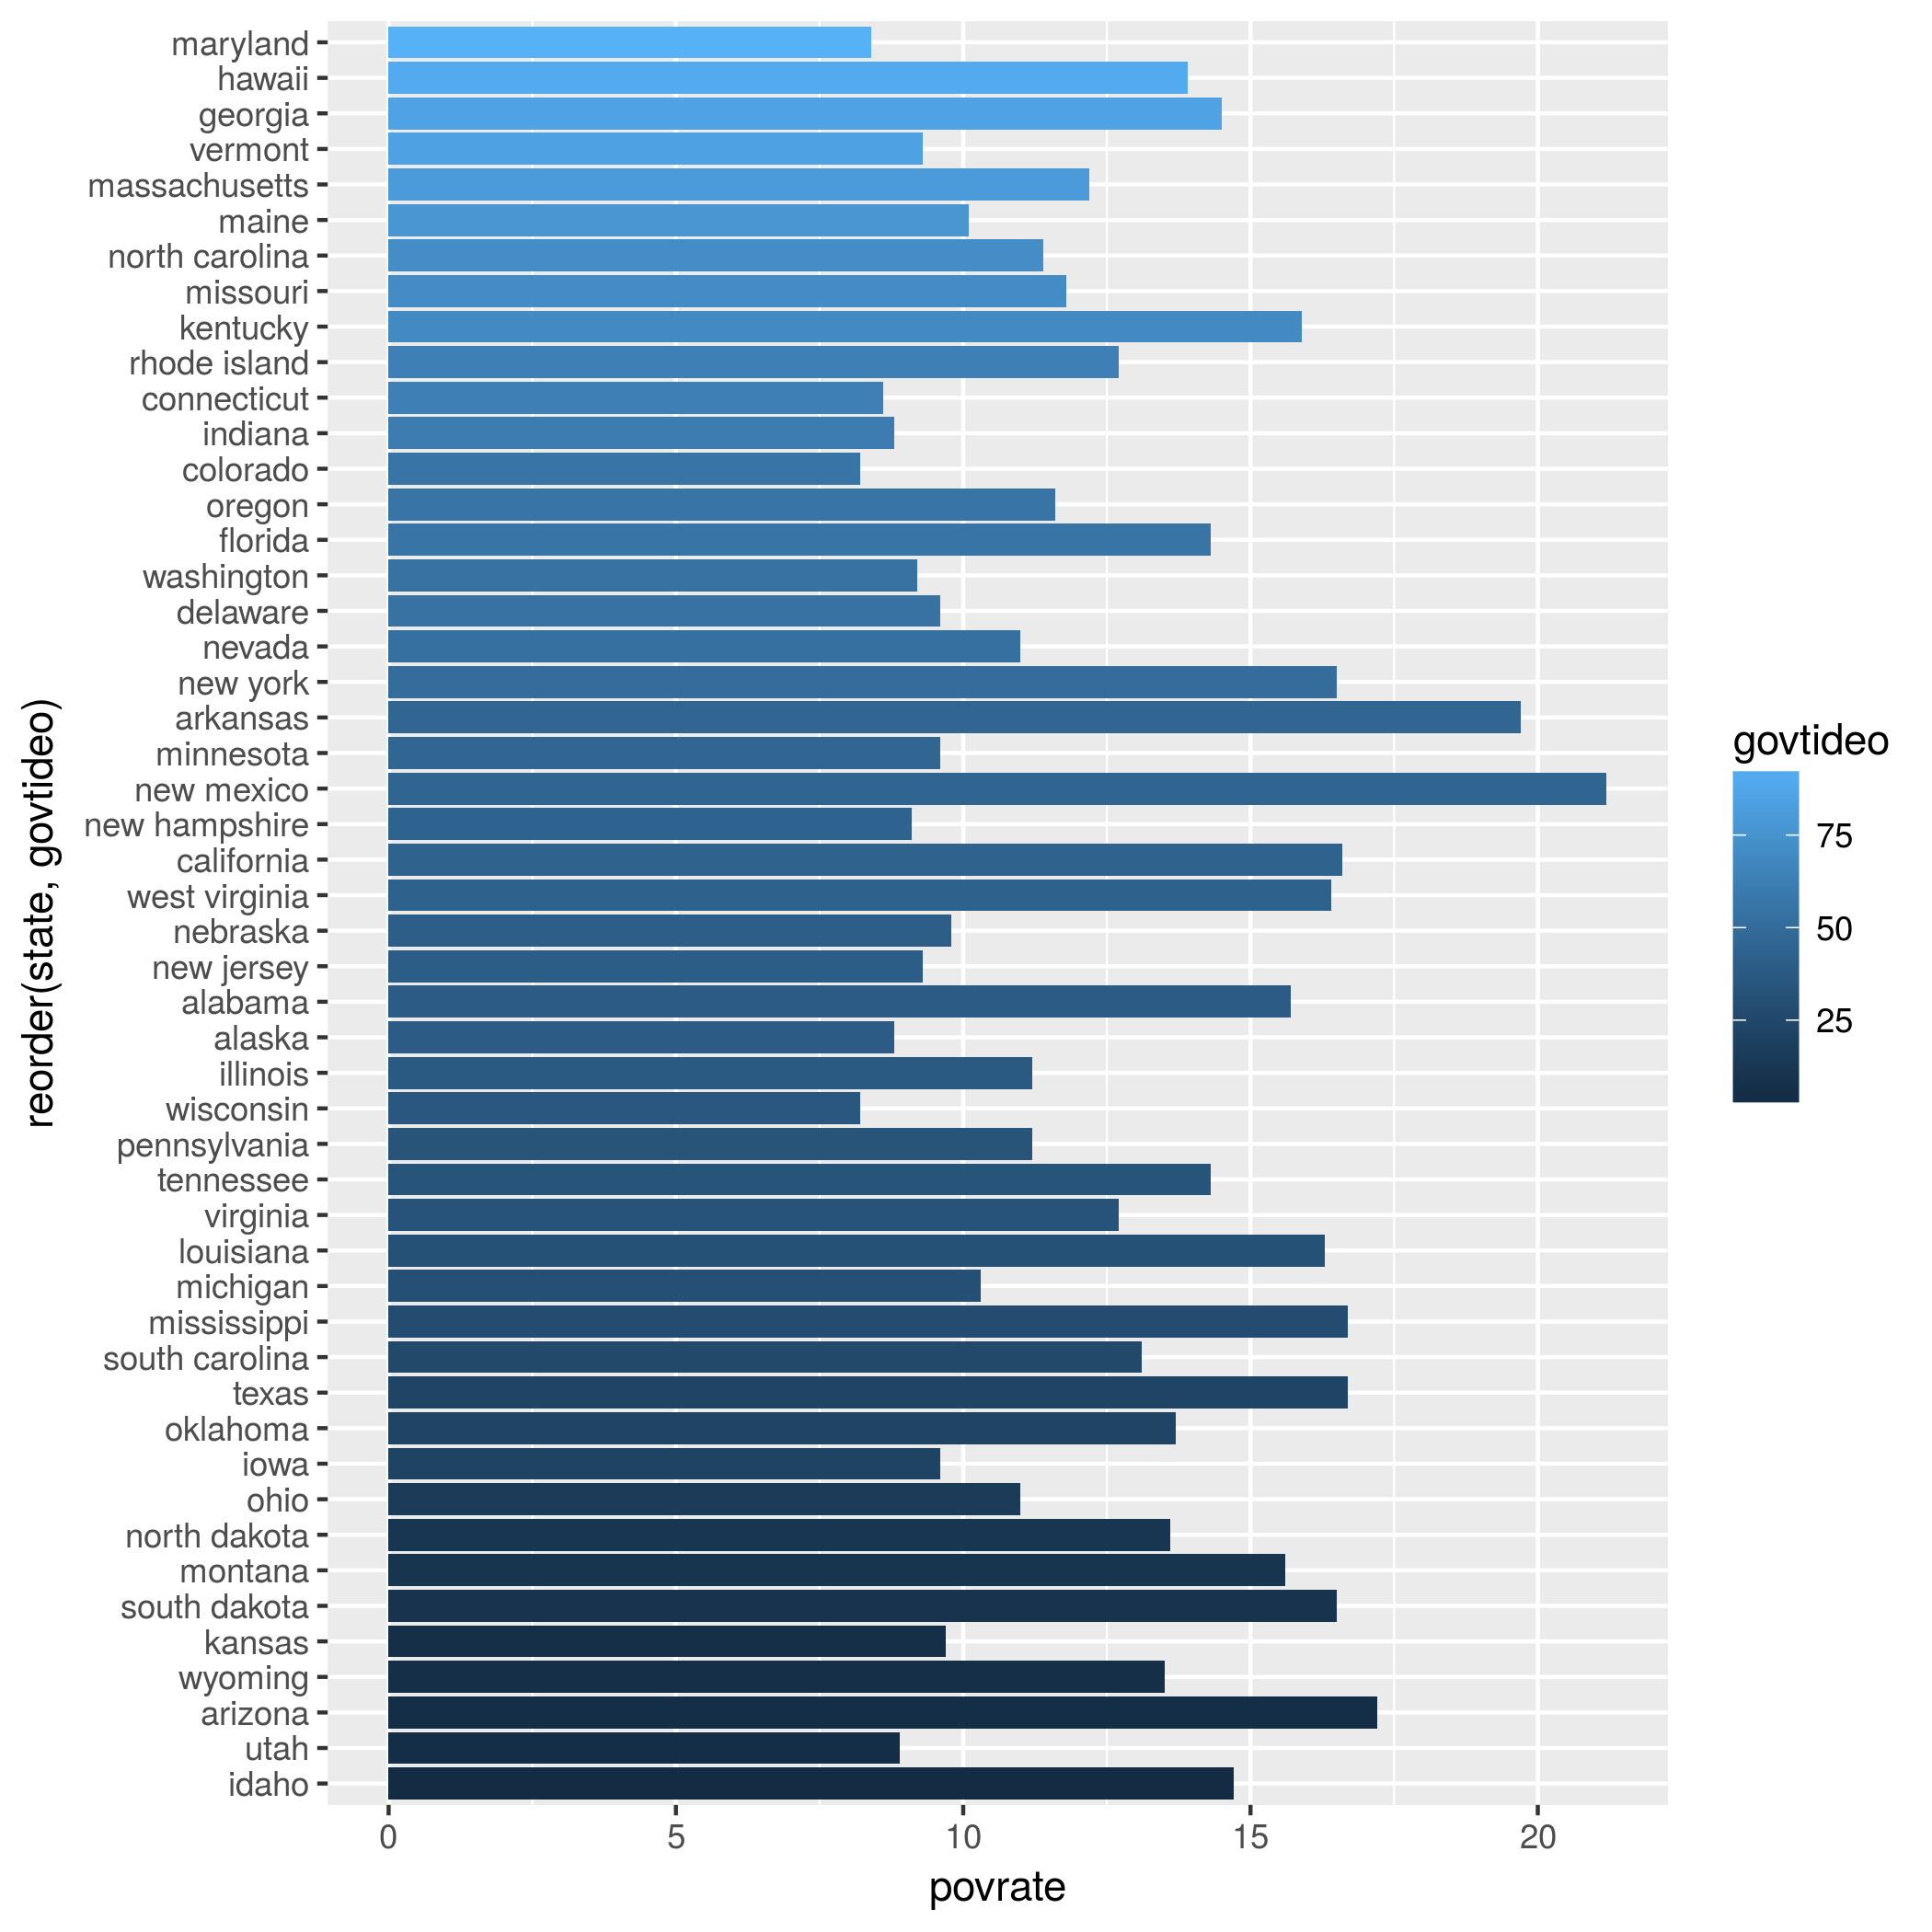 reorder(state, govtideo)
maryland
hawaii
georgia
vermont
massachusetts
maine
north carolina
missouri
kentucky
rhode island
connecticut
indiana
colorado
oregon
florida
washington
delaware
nevada
new york
arkansas
minnesota
new mexico
new hampshire
california
west virginia
nebraska
new jersey
alabama
alaska
illinois
wisconsin
pennsylvania
tennessee
virginia
louisiana
michigan
mississippi
south carolina
texas
oklahoma
iowa
ohio
north dakota
montana
south dakota
kansas
wyoming
arizona
utah
idaho
0 5 10 15 20
povrate
govtideo
75
50
25